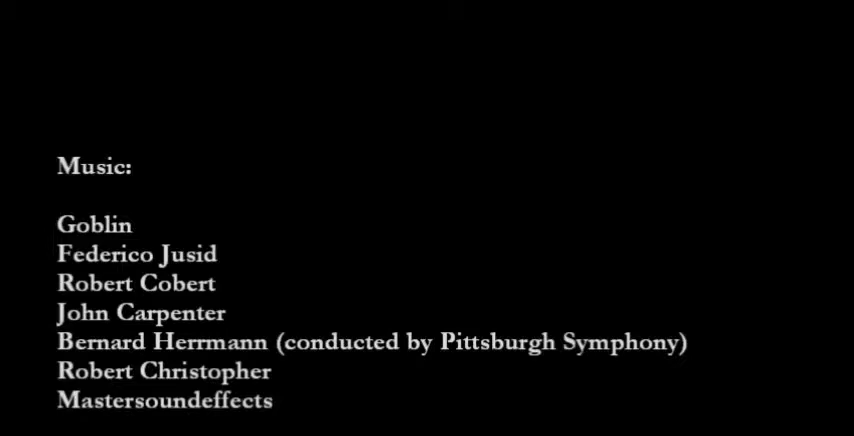 Music:
Goblin
Federico Jusid
Robert Cobert
John Carpenter
Bernard Herrmann (conducted by Pittsburgh Symphony)
Robert Christopher
Mastersoundeffects